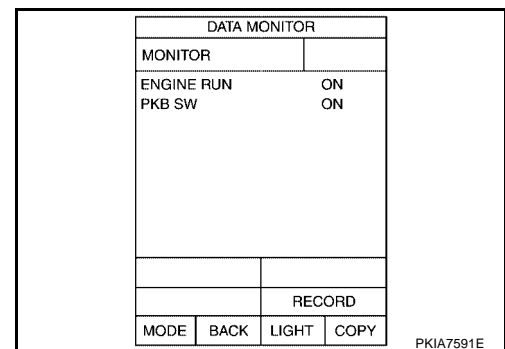 DATA MONITOR
MONITOR
ENGINE RUN ON
PKB SW ON
RECORD
MODE BACK LIGHT COPY
PKIA7591E